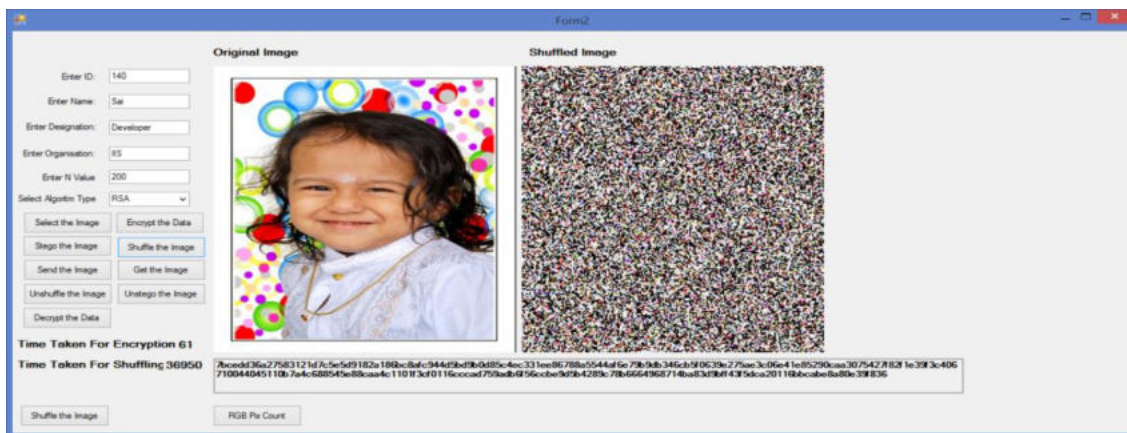 Form2
Original Image
Shuffled Image
Enter ID: 140
Enter Name: Sai
Enter Designation: Developer
Enter Organisation: IIS
Enter N Value 200
Select Algoritm Type RSA
Select the Image Encrypt the Data
Stego the Image Shuffle the Image
Send the Image Get the Image
Unshuffle the Image Unstego the Image
Decrypt the Data
Time Taken For Encryption 61
Time Taken For Shuffling 36950
Shuffle the Image RGB Pix Count